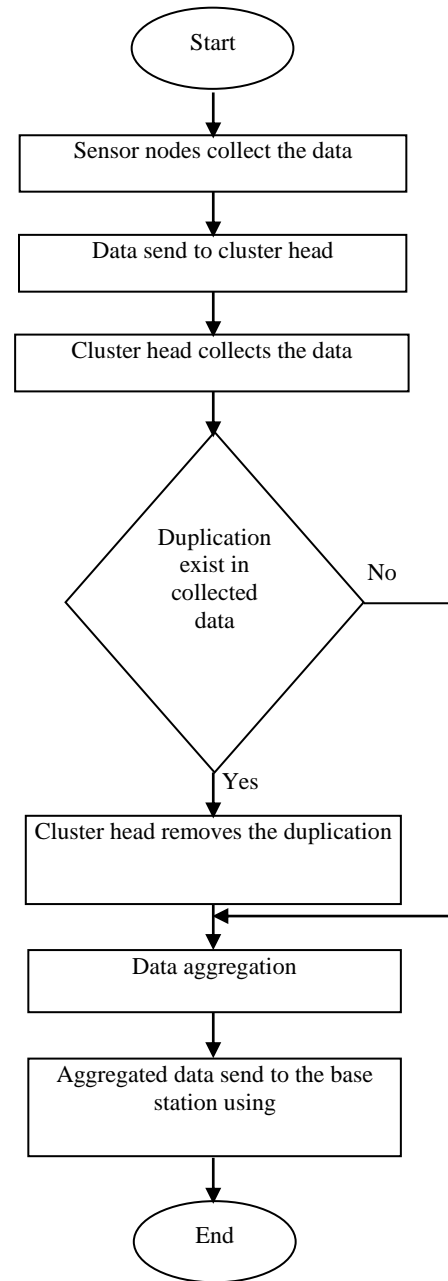 Start
Sensor nodes collect the data
Data send to cluster head
Cluster head collects the data
Duplication
exist in
collected
data
No
Yes
Cluster head removes the duplication
Data aggregation
Aggregated data send to the base
station using
End